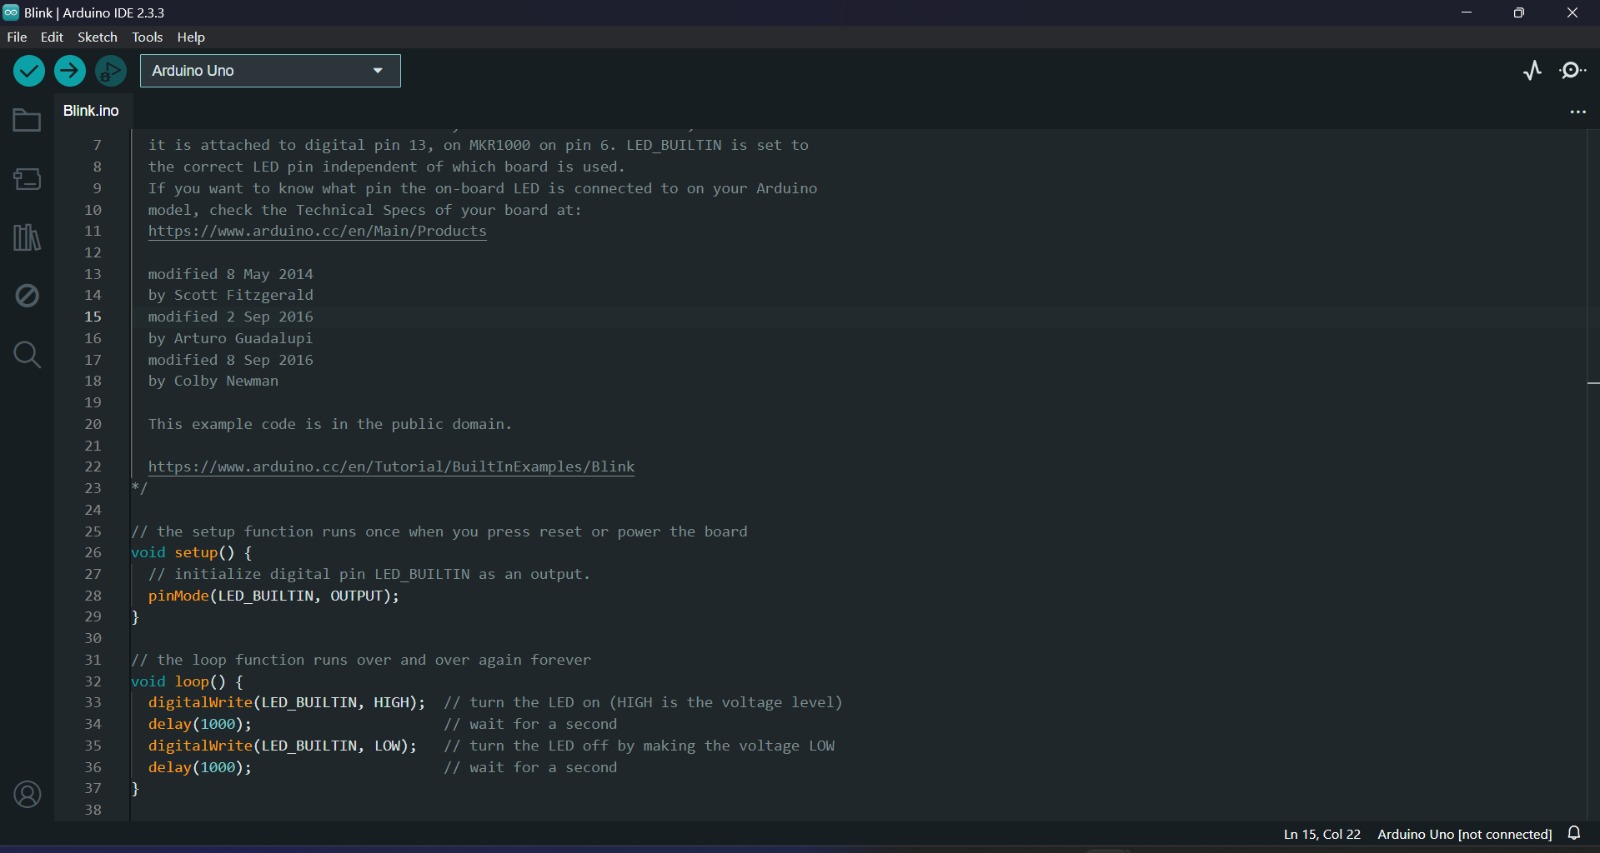 Blink | Arduino IDE 2.3.3
File Edit Sketch Tools Help
Arduino Uno
Blink.ino
7 it is attached to digital pin 13, on MKR1000 on pin 6. LED_BUILTIN is set to
8 the correct LED pin independent of which board is used.
9 If you want to know what pin the on-board LED is connected to on your Arduino
10 model, check the Technical Specs of your board at:
11 https://www.arduino.cc/en/Main/Products
12
13 modified 8 May 2014
14 by Scott Fitzgerald
15 modified 2 Sep 2016
16 by Arturo Guadalupi
17 modified 8 Sep 2016
18 by Colby Newman
19
20 This example code is in the public domain.
21
22 https://www.arduino.cc/en/Tutorial/BuiltInExamples/Blink
23 */
24
25 // the setup function runs once when you press reset or power the board
26 void setup() {
27 // initialize digital pin LED_BUILTIN as an output.
28 pinMode(LED_BUILTIN, OUTPUT);
29 }
30
31 // the loop function runs over and over again forever
32 void loop() {
33 digitalWrite(LED_BUILTIN, HIGH); // turn the LED on (HIGH is the voltage level)
34 delay(1000); // wait for a second
35 digitalWrite(LED_BUILTIN, LOW); // turn the LED off by making the voltage LOW
36 delay(1000); // wait for a second
37 }
38
Ln 15, Col 22 Arduino Uno [not connected]